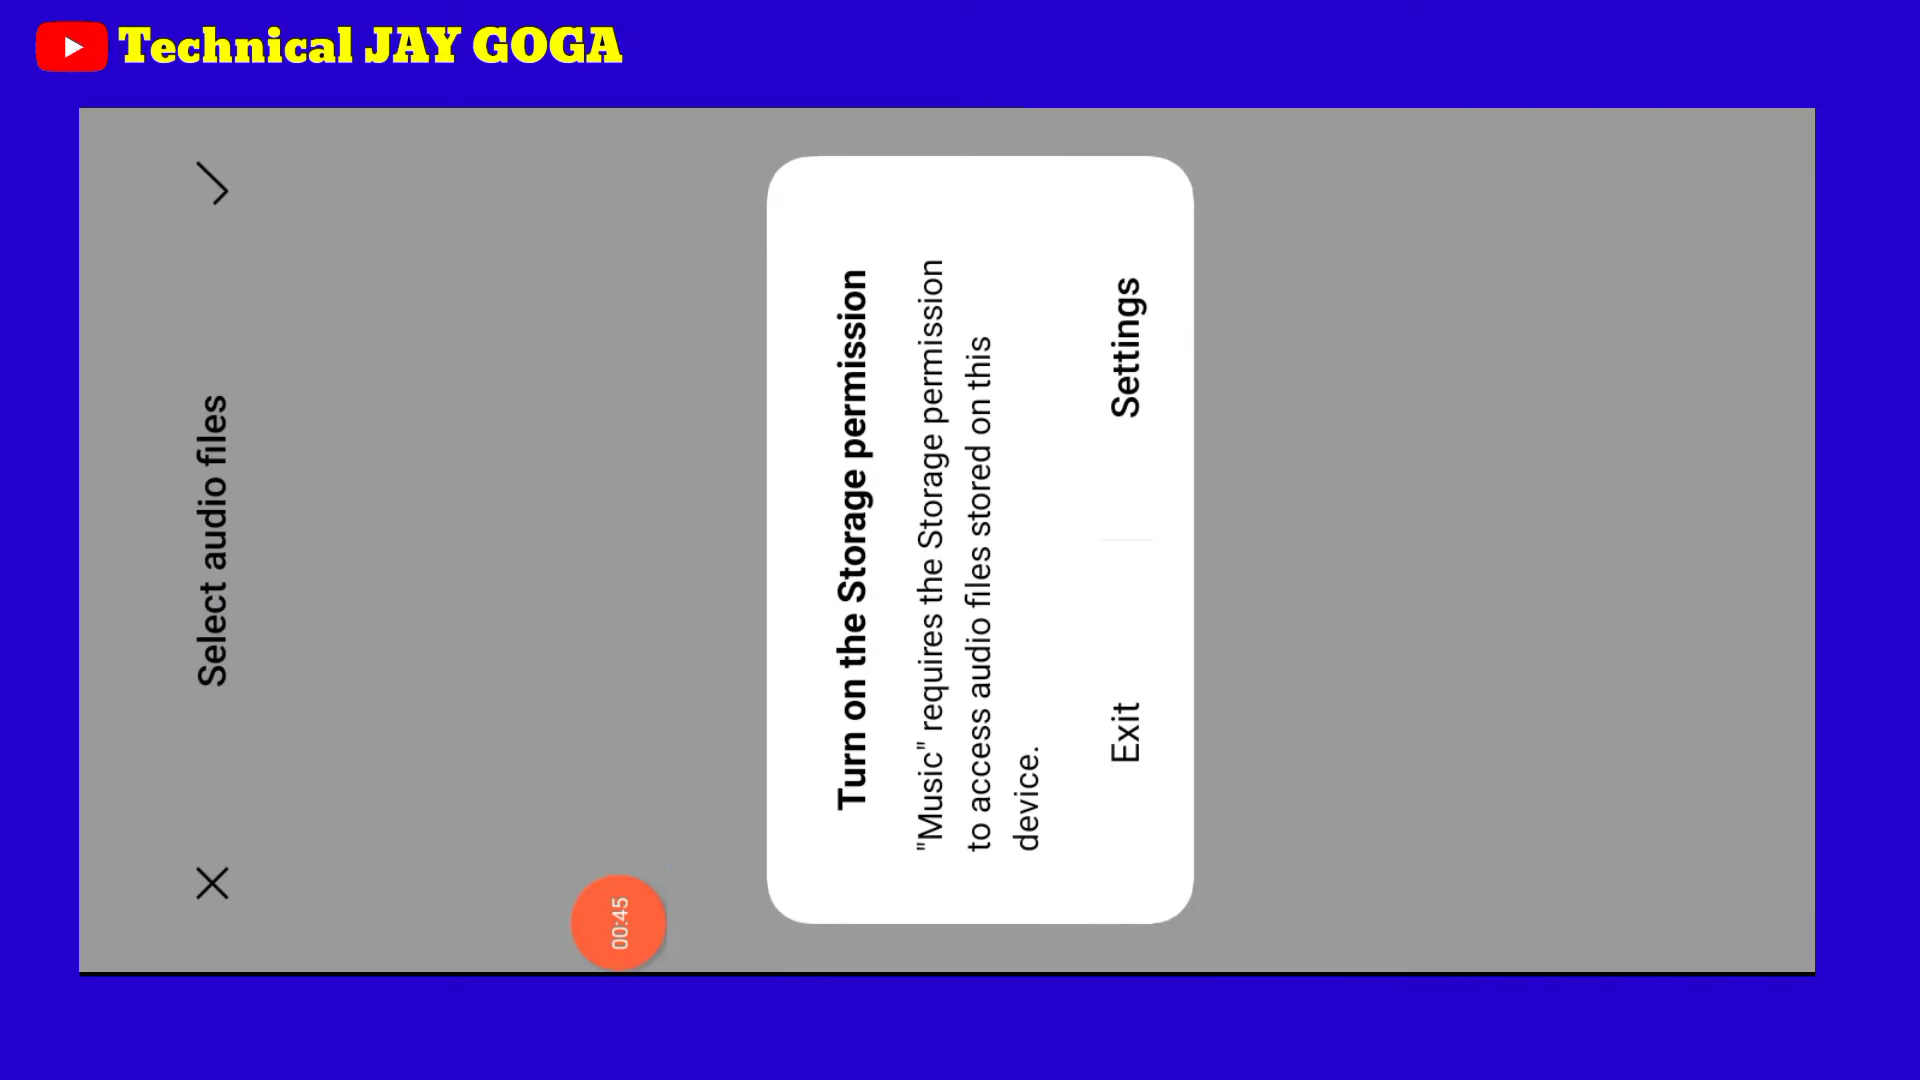 Technical JAY GOGA
Select audio files
Turn on the Storage permission
"Music" requires the Storage permission
to access audio files stored on this
device.
Exit
Settings
00:45